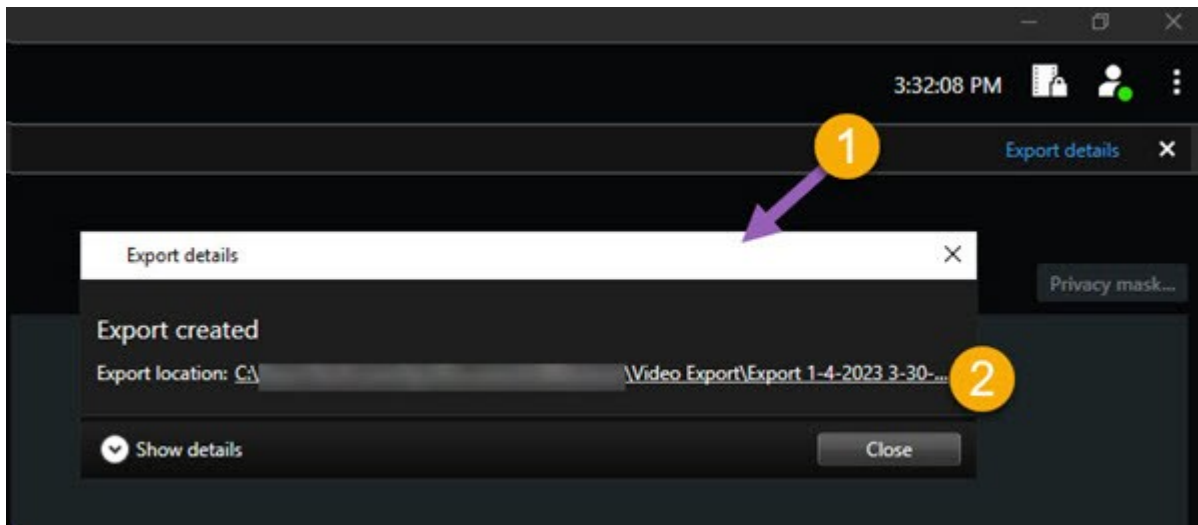 3:32:08 PM
1
Export details
Export details
Privacy mask...
Export created
Export location: C:\ \Video Export\Export 1-4-2023 3-30-...
2
Show details
Close